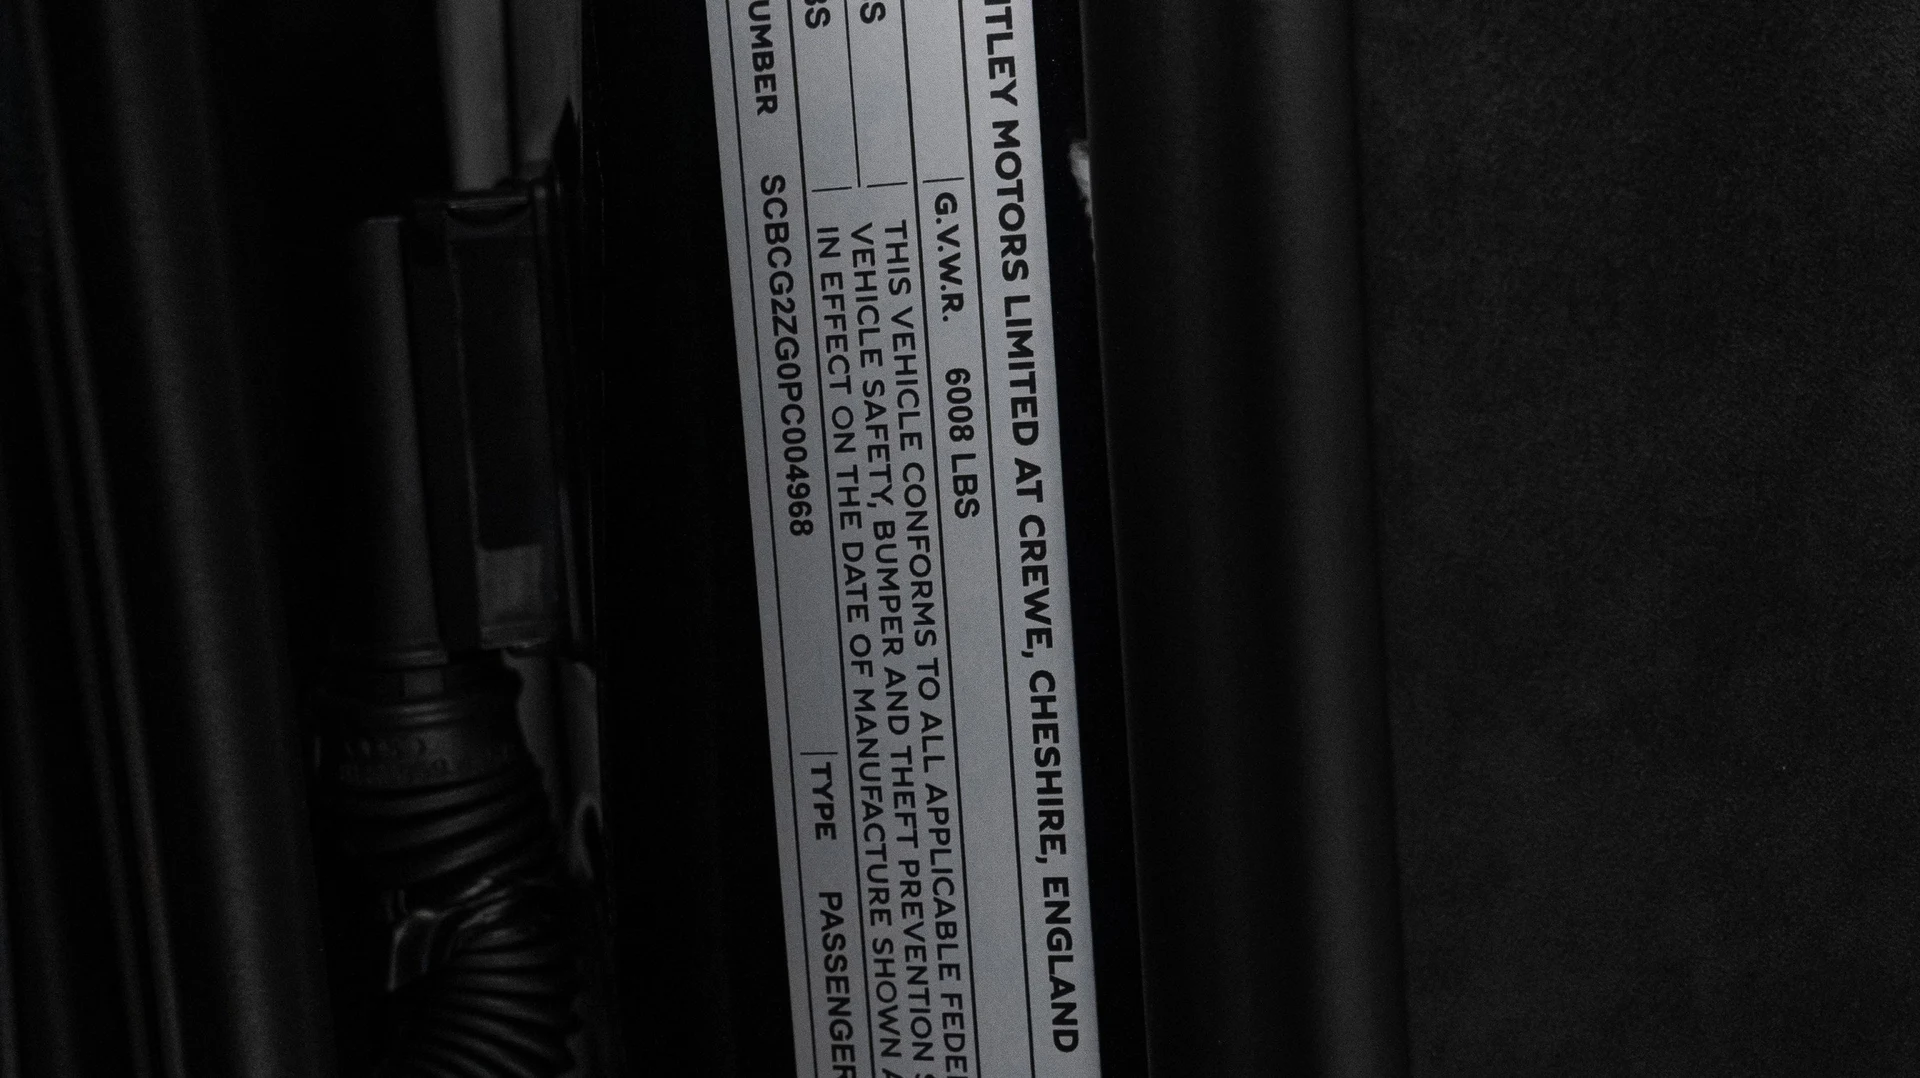 NTLEY MOTORS LIMITED AT CREWE, CHESHIRE, ENGLAND
G.V.W.R. 6008 LBS
S
BS
THIS VEHICLE CONFORMS TO ALL APPLICABLE FEDE
VEHICLE SAFETY, BUMPER AND THEFT PREVENTION S
IN EFFECT ON THE DATE OF MANUFACTURE SHOWN A
UMBER SCBCG2ZG0PC004968 TYPE PASSENGER